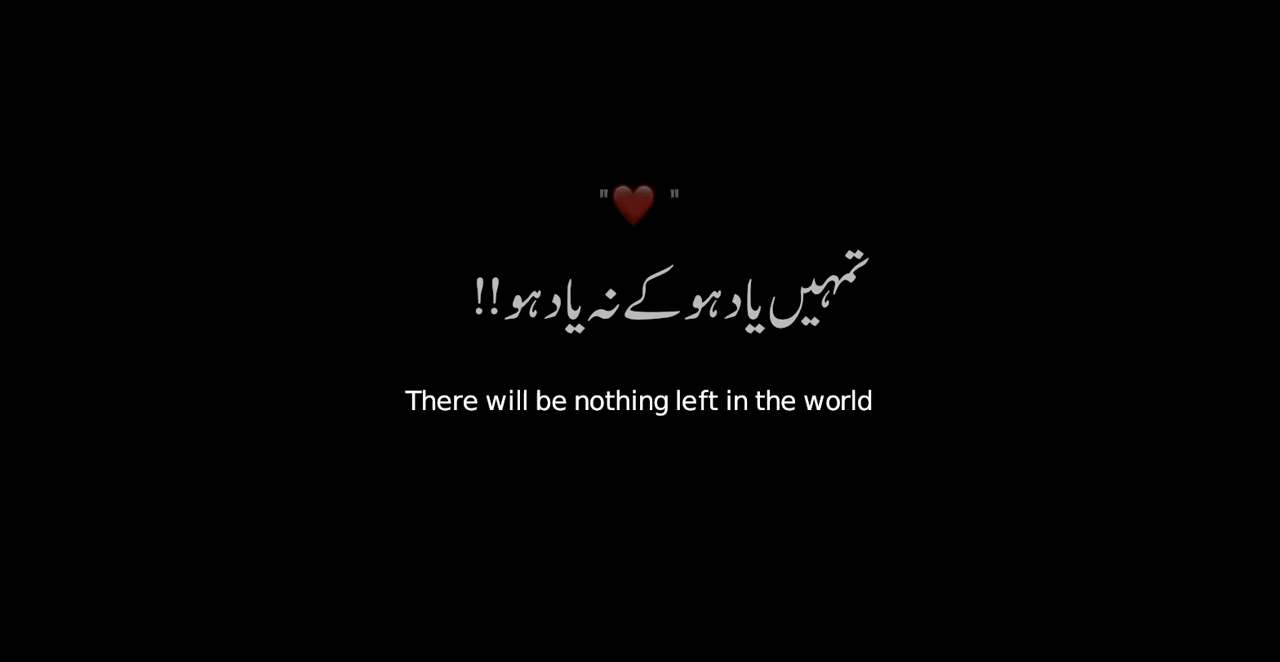 "❤️ "
تمہیں یاد ہو کے نہ یاد ہو!!
There will be nothing left in the world